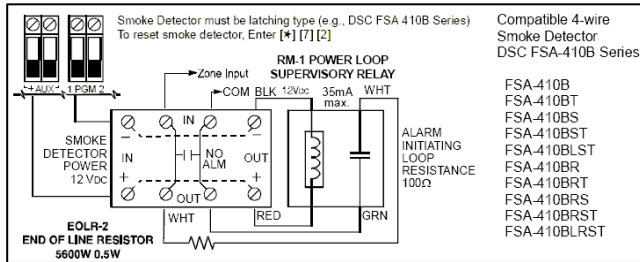 Smoke Detector must be latching type (e.g., DSC FSA 410B Series)
To reset smoke detector, Enter [*] [7] [2]
Compatible 4-wire
Smoke Detector
DSC FSA-410B Series
RM-1 POWER LOOP
SUPERVISORY RELAY
Zone Input
COM BLK 12VDC 35mA WHT
max.
+ AUX - 1 PGM 2
IN
SMOKE
DETECTOR
POWER
12 VDC
IN
NO
ALM
OUT
OUT
ALARM
INITIATING
LOOP
RESISTANCE
100Ω
WHT RED GRN
EOLR-2
END OF LINE RESISTOR
5600W 0.5W
FSA-410B
FSA-410BT
FSA-410BS
FSA-410BST
FSA-410BLST
FSA-410BR
FSA-410BRT
FSA-410BRS
FSA-410BRST
FSA-410BLRST